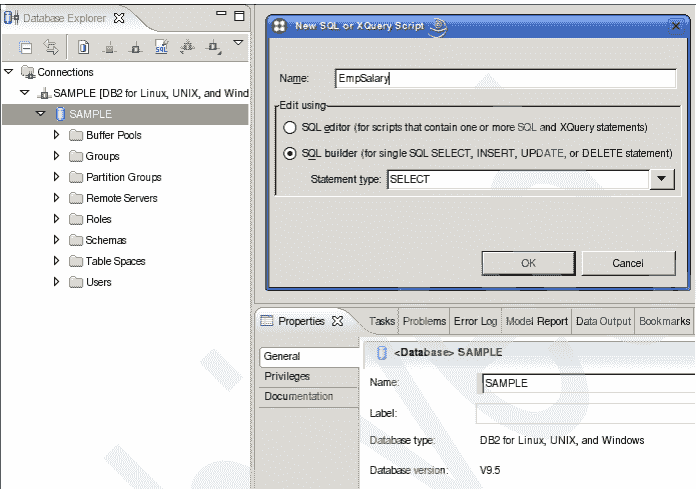 Database Explorer
Connections
SAMPLE [DB2 for Linux, UNIX, and Wind
SAMPLE
Buffer Pools
Groups
Partition Groups
Remote Servers
Roles
Schemas
Table Spaces
Users
New SQL or XQuery Script
Name: EmpSalary
Edit using
SQL editor (for scripts that contain one or more SQL and XQuery statements)
SQL builder (for single SQL SELECT, INSERT, UPDATE, or DELETE statement)
Statement type: SELECT
OK Cancel
Properties Tasks Problems Error Log Model Report Data Output Bookmarks
General
Privileges
Documentation
<Database> SAMPLE
Name: SAMPLE
Label:
Database type: DB2 for Linux, UNIX, and Windows
Database version: V9.5